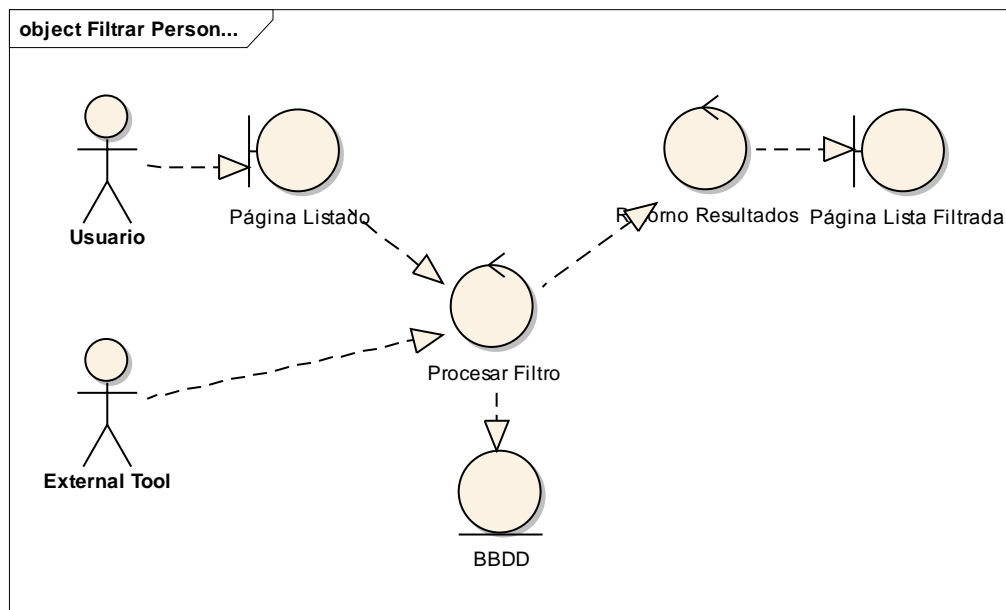 object Filtrar Person...
Página Listado
Retorno Resultados
Página Lista Filtrada
Usuario
Procesar Filtro
External Tool
BBDD